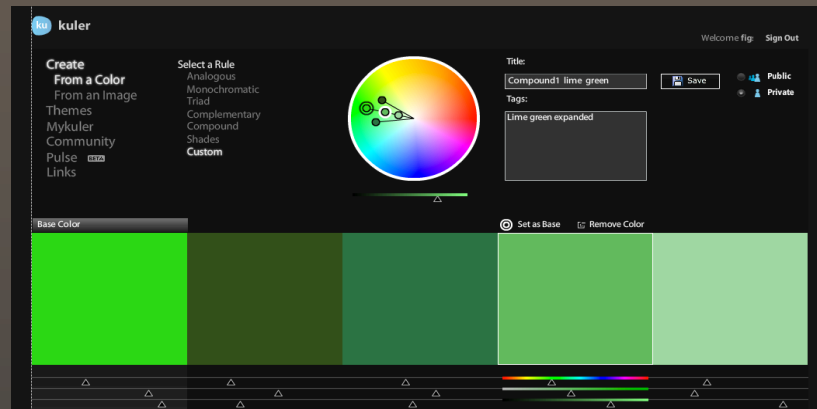 ku kuler
Welcome fig: Sign Out
Create
From a Color
From an Image
Themes
Mykuler
Community
Pulse BETA
Links
Select a Rule
Analogous
Monochromatic
Triad
Complementary
Compound
Shades
Custom
Title:
Compound1 lime green
Save
Public
Private
Tags:
Lime green expanded
Base Color
Set as Base
Remove Color